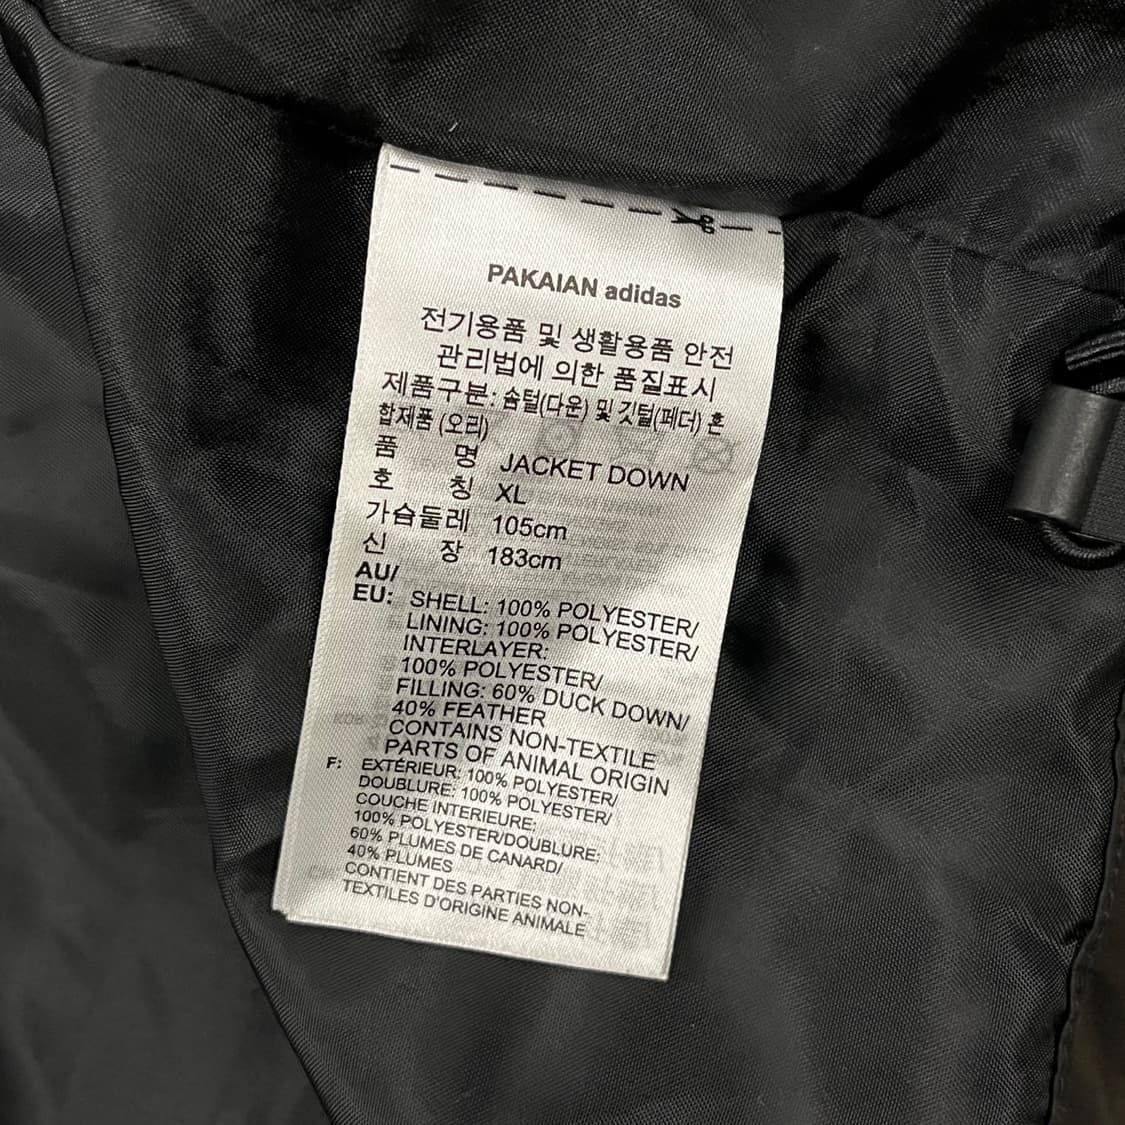 PAKAIAN adidas
전기용품 및 생활용품 안전
관리법에 의한 품질표시
제품구분: 솜털(다운) 및 깃털(페더) 혼
합제품 (오리)
품 명 JACKET DOWN
호 칭 XL
가슴둘레 105cm
신 장 183cm
AU/
EU: SHELL: 100% POLYESTER/
LINING: 100% POLYESTER/
INTERLAYER:
100% POLYESTER/
FILLING: 60% DUCK DOWN/
40% FEATHER
CONTAINS NON-TEXTILE
PARTS OF ANIMAL ORIGIN
F: EXTÉRIEUR: 100% POLYESTER/
DOUBLURE: 100% POLYESTER/
COUCHE INTERIEURE:
100% POLYESTER/DOUBLURE:
60% PLUMES DE CANARD/
40% PLUMES
CONTIENT DES PARTIES NON-
TEXTILES D'ORIGINE ANIMALE